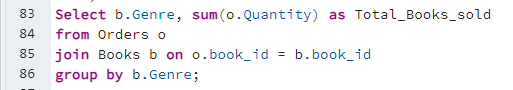 83 Select b.Genre, sum(o.Quantity) as Total_Books_sold
84 from Orders o
85 join Books b on o.book_id = b.book_id
86 group by b.Genre;